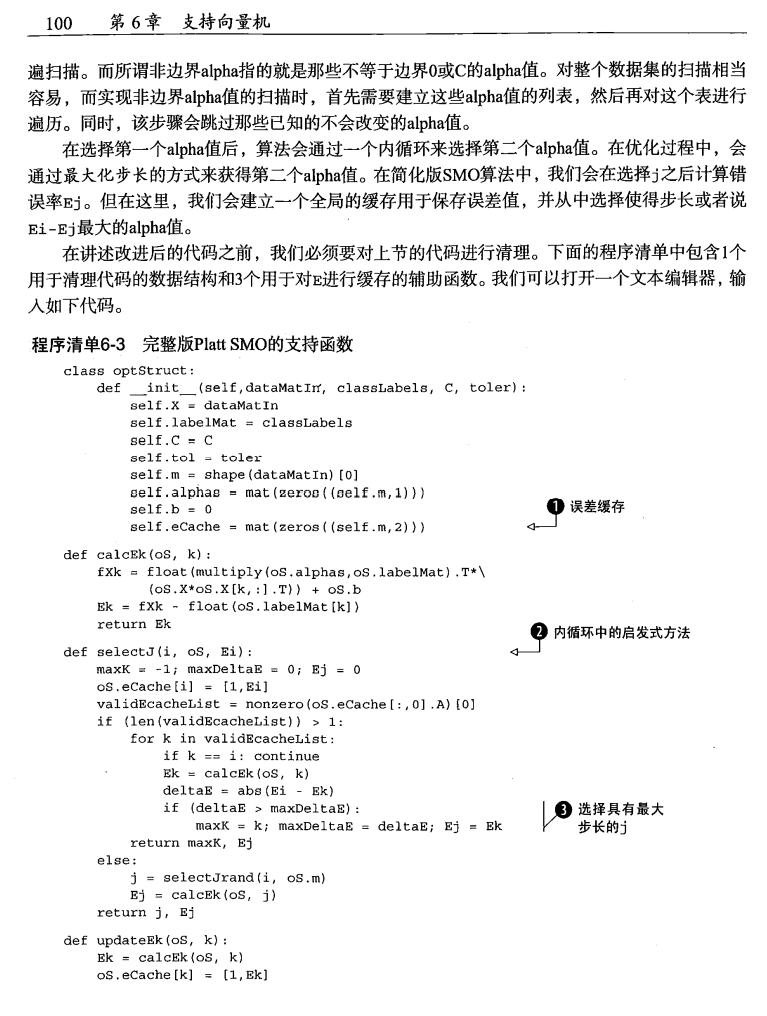 100 第6章 支持向量机
遍扫描。而所谓非边界alpha指的就是那些不等于边界0或C的alpha值。对整个数据集的扫描相当
容易，而实现非边界alpha值的扫描时，首先需要建立这些alpha值的列表，然后再对这个表进行
遍历。同时，该步骤会跳过那些已知的不会改变的alpha值。
在选择第一个alpha值后，算法会通过一个内循环来选择第二个alpha值。在优化过程中，会
通过最大化步长的方式来获得第二个alpha值。在简化版SMO算法中，我们会在选择j之后计算错
误率Ej。但在这里，我们会建立一个全局的缓存用于保存误差值，并从中选择使得步长或者说
Ei-Ej最大的alpha值。
在讲述改进后的代码之前，我们必须要对上节的代码进行清理。下面的程序清单中包含1个
用于清理代码的数据结构和3个用于对E进行缓存的辅助函数。我们可以打开一个文本编辑器，输
入如下代码。
程序清单6-3 完整版Platt SMO的支持函数
class optStruct:
def __init__(self,dataMatIn, classLabels, C, toler):
self.X = dataMatIn
self.labelMat = classLabels
self.C = C
self.tol = toler
self.m = shape(dataMatIn)[0]
self.alphas = mat(zeros((self.m,1)))
self.b = 0
❶ 误差缓存
self.eCache = mat(zeros((self.m,2)))
def calcEk(oS, k):
fXk = float(multiply(oS.alphas,oS.labelMat).T*\
(oS.X*oS.X[k,:].T)) + oS.b
Ek = fXk - float(oS.labelMat[k])
return Ek
❷ 内循环中的启发式方法
def selectJ(i, oS, Ei):
maxK = -1; maxDeltaE = 0; Ej = 0
oS.eCache[i] = [1,Ei]
validEcacheList = nonzero(oS.eCache[:,0].A)[0]
if (len(validEcacheList)) > 1:
for k in validEcacheList:
if k == i: continue
Ek = calcEk(oS, k)
deltaE = abs(Ei - Ek)
if (deltaE > maxDeltaE):
maxK = k; maxDeltaE = deltaE; Ej = Ek
❸ 选择具有最大
步长的j
return maxK, Ej
else:
j = selectJrand(i, oS.m)
Ej = calcEk(oS, j)
return j, Ej
def updateEk(oS, k):
Ek = calcEk(oS, k)
oS.eCache[k] = [1,Ek]